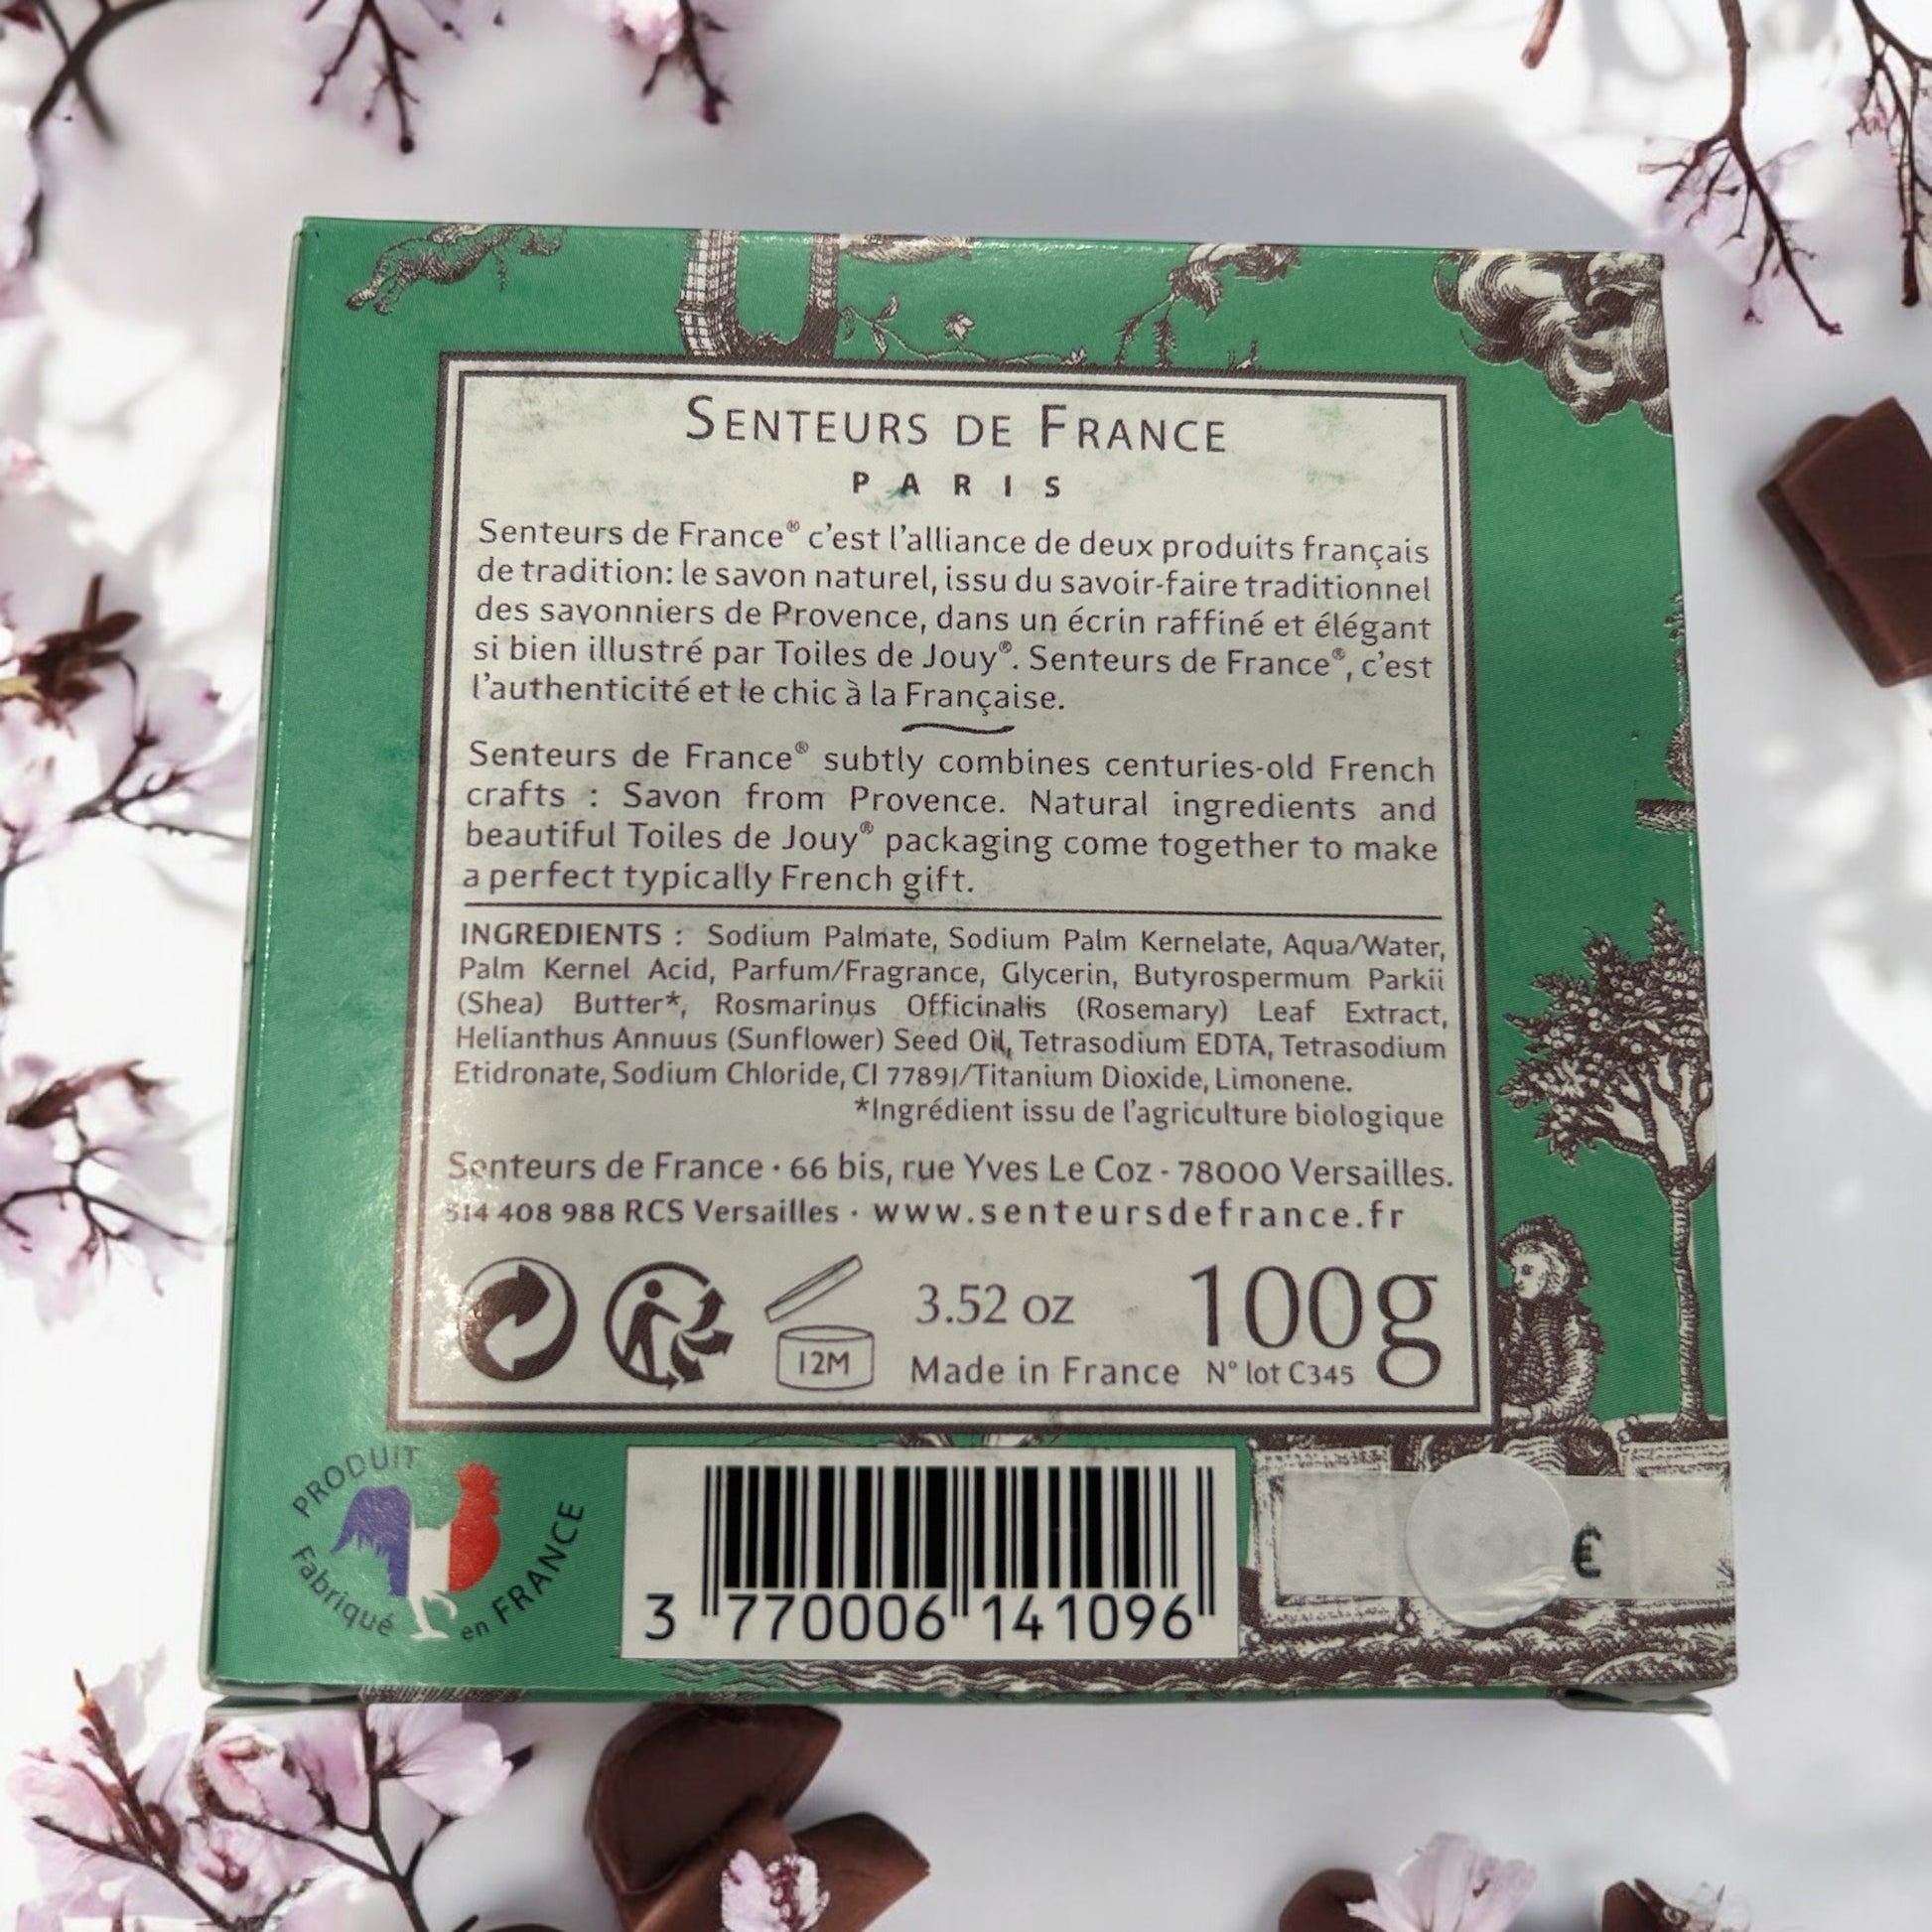 SENTEURS DE FRANCE
PARIS
Senteurs de France® c'est l'alliance de deux produits français
de tradition: le savon naturel, issu du savoir-faire traditionnel
des savonniers de Provence, dans un écrin raffiné et élégant
si bien illustré par Toiles de Jouy®. Senteurs de France®, c'est
l'authenticité et le chic à la Française.
Senteurs de France® subtly combines centuries-old French
crafts : Savon from Provence. Natural ingredients and
beautiful Toiles de Jouy® packaging come together to make
a perfect typically French gift.
INGREDIENTS : Sodium Palmate, Sodium Palm Kernelate, Aqua/Water,
Palm Kernel Acid, Parfum/Fragrance, Glycerin, Butyrospermum Parkii
(Shea) Butter*, Rosmarinus Officinalis (Rosemary) Leaf Extract,
Helianthus Annuus (Sunflower) Seed Oil, Tetrasodium EDTA, Tetrasodium
Etidronate, Sodium Chloride, CI 77891/Titanium Dioxide, Limonene.
*Ingrédient issu de l'agriculture biologique
Senteurs de France · 66 bis, rue Yves Le Coz - 78000 Versailles.
514 408 988 RCS Versailles · www.senteursdefrance.fr
12M
3.52 oz
100g
Made in France N° lot C345
PRODUIT
Fabriqué
en FRANCE
3 770006 141096
€